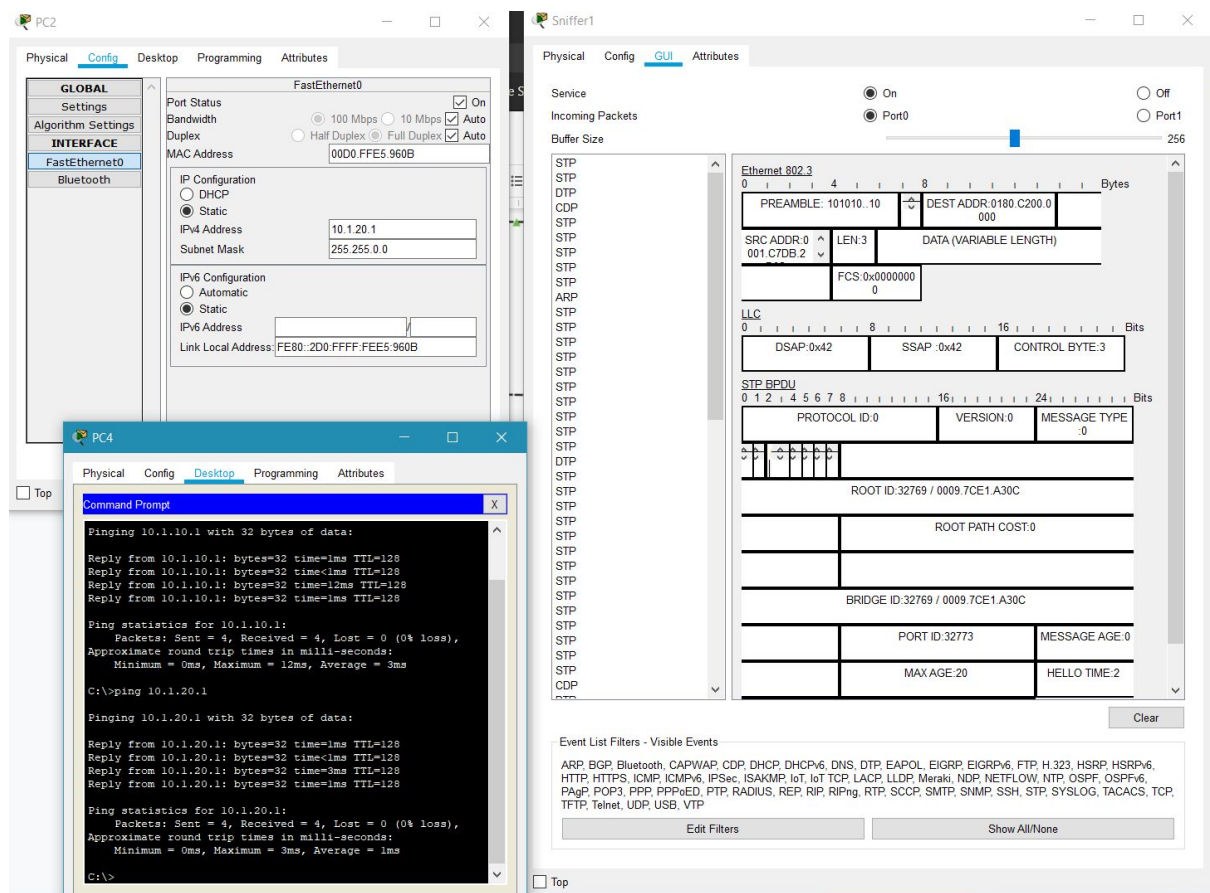 PC2
Physical Config Desktop Programming Attributes
GLOBAL
Settings
Algorithm Settings
INTERFACE
FastEthernet0
Bluetooth
FastEthernet0
Port Status On
Bandwidth 100 Mbps 10 Mbps Auto
Duplex Half Duplex Full Duplex Auto
MAC Address 00D0.FFE5.960B
IP Configuration
DHCP
Static
IPv4 Address 10.1.20.1
Subnet Mask 255.255.0.0
IPv6 Configuration
Automatic
Static
IPv6 Address /
Link Local Address: FE80::2D0:FFFF:FEE5:960B
Top
PC4
Physical Config Desktop Programming Attributes
Command Prompt X
Pinging 10.1.10.1 with 32 bytes of data:
Reply from 10.1.10.1: bytes=32 time=1ms TTL=128
Reply from 10.1.10.1: bytes=32 time<1ms TTL=128
Reply from 10.1.10.1: bytes=32 time=12ms TTL=128
Reply from 10.1.10.1: bytes=32 time=1ms TTL=128
Ping statistics for 10.1.10.1:
Packets: Sent = 4, Received = 4, Lost = 0 (0% loss),
Approximate round trip times in milli-seconds:
Minimum = 0ms, Maximum = 12ms, Average = 3ms
C:\>ping 10.1.20.1
Pinging 10.1.20.1 with 32 bytes of data:
Reply from 10.1.20.1: bytes=32 time=1ms TTL=128
Reply from 10.1.20.1: bytes=32 time<1ms TTL=128
Reply from 10.1.20.1: bytes=32 time=3ms TTL=128
Reply from 10.1.20.1: bytes=32 time=1ms TTL=128
Ping statistics for 10.1.20.1:
Packets: Sent = 4, Received = 4, Lost = 0 (0% loss),
Approximate round trip times in milli-seconds:
Minimum = 0ms, Maximum = 3ms, Average = 1ms
C:\>
Sniffer1
Physical Config GUI Attributes
Service On Off
Incoming Packets Port0 Port1
Buffer Size 256
STP
STP
DTP
CDP
STP
STP
STP
STP
STP
ARP
STP
STP
STP
STP
STP
STP
STP
STP
STP
STP
DTP
STP
STP
STP
STP
STP
STP
STP
STP
STP
STP
STP
STP
STP
STP
CDP
Ethernet 802.3
0 4 8 Bytes
PREAMBLE: 101010..10 DEST ADDR:0180.C200.0
000
SRC ADDR:0 LEN:3 DATA (VARIABLE LENGTH)
001.C7DB.2
FCS:0x0000000
0
LLC
0 8 16 Bits
DSAP:0x42 SSAP :0x42 CONTROL BYTE:3
STP BPDU
0 1 2 4 5 6 7 8 16 24 Bits
PROTOCOL ID:0 VERSION:0 MESSAGE TYPE
:0
ROOT ID:32769 / 0009.7CE1.A30C
ROOT PATH COST:0
BRIDGE ID:32769 / 0009.7CE1.A30C
PORT ID:32773 MESSAGE AGE:0
MAX AGE:20 HELLO TIME:2
Clear
Event List Filters - Visible Events
ARP, BGP, Bluetooth, CAPWAP, CDP, DHCP, DHCPv6, DNS, DTP, EAPOL, EIGRP, EIGRPv6, FTP, H.323, HSRP, HSRPv6,
HTTP, HTTPS, ICMP, ICMPv6, IPSec, ISAKMP, IoT, IoT TCP, LACP, LLDP, Meraki, NDP, NETFLOW, NTP, OSPF, OSPFv6,
PAgP, POP3, PPP, PPPoED, PTP, RADIUS, REP, RIP, RIPng, RTP, SCCP, SMTP, SNMP, SSH, STP, SYSLOG, TACACS, TCP,
TFTP, Telnet, UDP, USB, VTP
Edit Filters Show All/None
Top